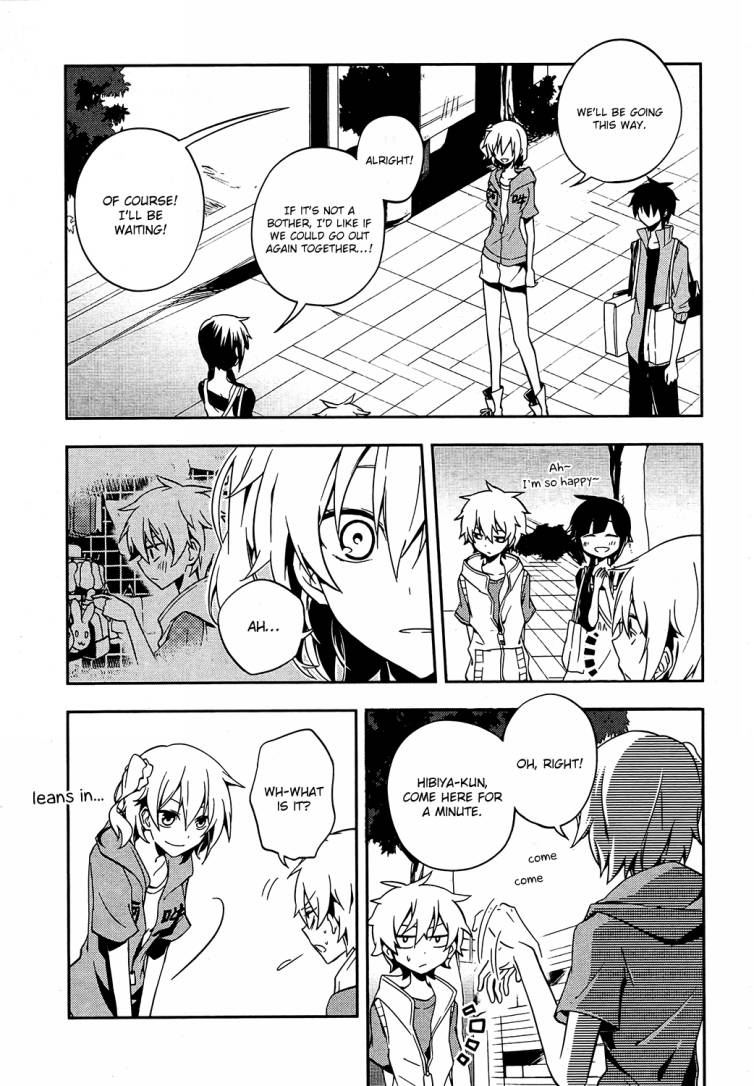 WE'LL BE GOING
THIS WAY.
ALRIGHT!
IF IT'S NOT A
BOTHER, I'D LIKE IF
WE COULD GO OUT
AGAIN TOGETHER...!
OF COURSE!
I'LL BE
WAITING!
Ah~
I'm so happy~
AH...
OH, RIGHT!
HIBIYA-KUN,
COME HERE FOR
A MINUTE.
come
come
WH-WHAT
IS IT?
leans in...